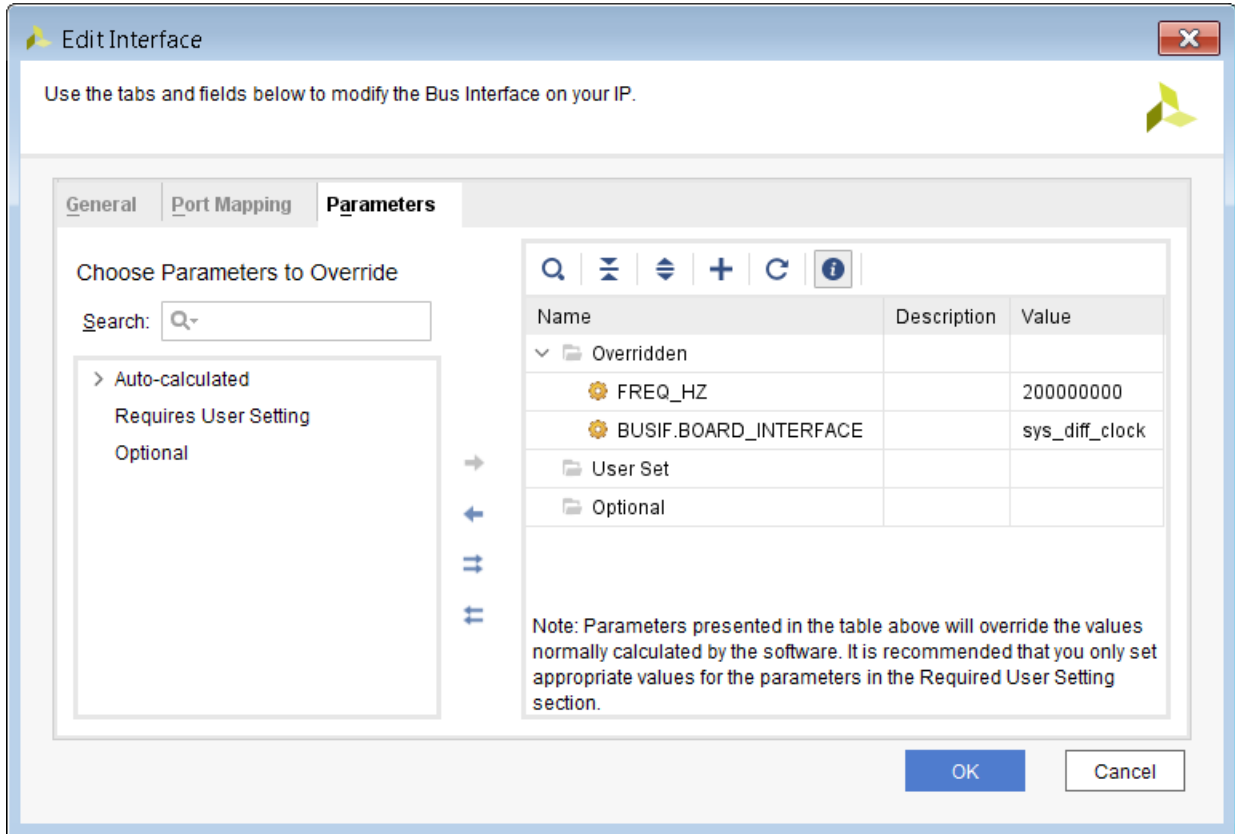 Edit Interface
Use the tabs and fields below to modify the Bus Interface on your IP.
General Port Mapping Parameters
Choose Parameters to Override
Search:
Auto-calculated
Requires User Setting
Optional
Name Description Value
Overridden
FREQ_HZ 200000000
BUSIF.BOARD_INTERFACE sys_diff_clock
User Set
Optional
Note: Parameters presented in the table above will override the values
normally calculated by the software. It is recommended that you only set
appropriate values for the parameters in the Required User Setting
section.
OK Cancel